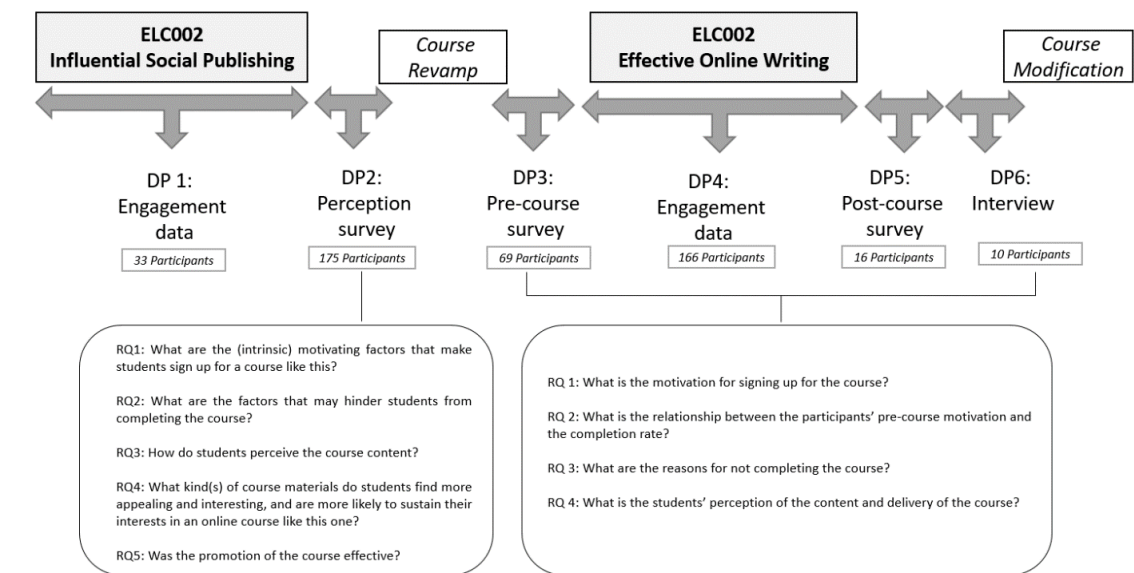 ELC002
Influential Social Publishing
Course
Revamp
ELC002
Effective Online Writing
Course
Modification
DP 1:
Engagement
data
33 Participants
DP2:
Perception
survey
175 Participants
DP3:
Pre-course
survey
69 Participants
DP4:
Engagement
data
166 Participants
DP5:
Post-course
survey
16 Participants
DP6:
Interview
10 Participants
RQ1: What are the (intrinsic) motivating factors that make
students sign up for a course like this?
RQ2: What are the factors that may hinder students from
completing the course?
RQ3: How do students perceive the course content?
RQ4: What kind(s) of course materials do students find more
appealing and interesting, and are more likely to sustain their
interests in an online course like this one?
RQ5: Was the promotion of the course effective?
RQ 1: What is the motivation for signing up for the course?
RQ 2: What is the relationship between the participants' pre-course motivation and
the completion rate?
RQ 3: What are the reasons for not completing the course?
RQ 4: What is the students' perception of the content and delivery of the course?